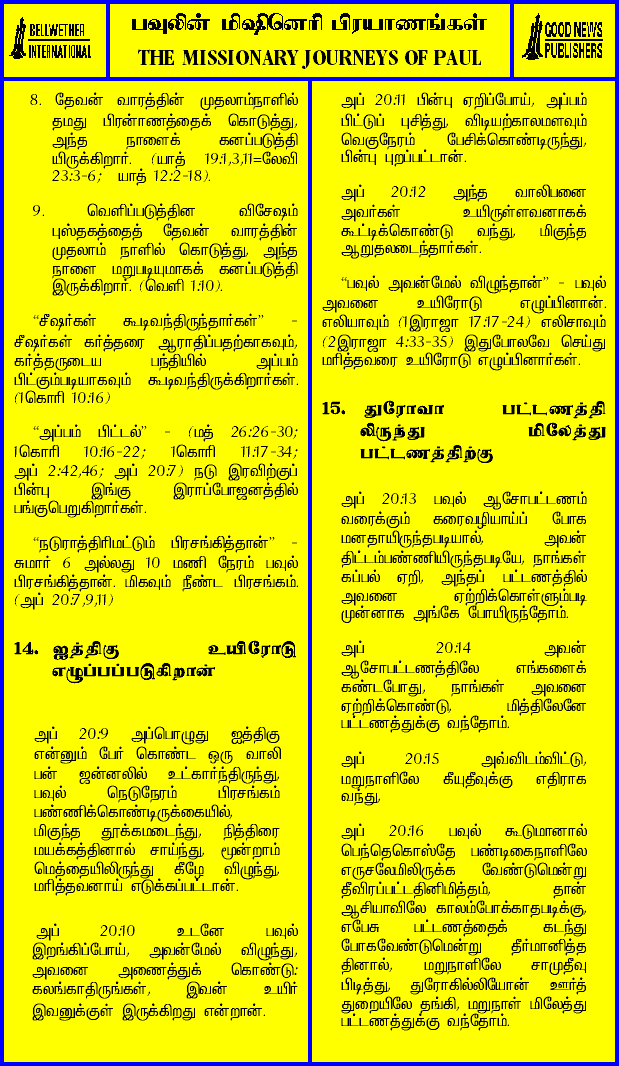 BELLWETHER
INTERNATIONAL
பவுலின் மிஷினெரி பிரயாணங்கள்
THE MISSIONARY JOURNEYS OF PAUL
GOOD NEWS
PUBLISHERS
8. தேவன் வாரத்தின் முதலாம்நாளில்
தமது பிரன்ாணத்தைக் கொடுத்து,
அந்த நாளைக் கனப்படுத்தி
யிருக்கிறார். (யாத் 19:1,3,11=லேவி
23:3-6; யாத் 12:2-18).
9. வெளிப்படுத்தின விசேஷம்
புஸ்தகத்தைத் தேவன் வாரத்தின்
முதலாம் நாளில் கொடுத்து, அந்த
நாளை மறுபடியுமாகக் கனப்படுத்தி
இருக்கிறார். (வெளி 1:10).
“சீஷர்கள் கூடிவந்திருந்தார்கள்” -
சீஷர்கள் கர்த்தரை ஆராதிப்பதற்காகவும்,
கர்த்தருடைய பந்தியில் அப்பம்
பிட்கும்படியாகவும் கூடிவந்திருக்கிறார்கள்.
(1கொரி 10:16)
“அப்பம் பிட்டல்” - (மத் 26:26-30;
1கொரி 10:16-22; 1கொரி 11:17-34;
அப் 2:42,46; அப் 20:7) நடு இரவிற்குப்
பின்பு இங்கு இராப்போஜனத்தில்
பங்குபெறுகிறார்கள்.
“நடுராத்திரிமட்டும் பிரசங்கித்தான்” -
சுமார் 6 அல்லது 10 மணி நேரம் பவுல்
பிரசங்கித்தான். மிகவும் நீண்ட பிரசங்கம்.
(அப் 20:7,9,11)
14. ஐத்திகு உயிரோடு
எழுப்பப்படுகிறான்
அப் 20:9 அப்பொழுது ஐத்திகு
என்னும் பேர் கொண்ட ஒரு வாலி
பன் ஜன்னலில் உட்கார்ந்திருந்து,
பவுல் நெடுநேரம் பிரசங்கம்
பண்ணிக்கொண்டிருக்கையில்,
மிகுந்த தூக்கமடைந்து, நித்திரை
மயக்கத்தினால் சாய்ந்து, மூன்றாம்
மெத்தையிலிருந்து கீழே விழுந்து,
மரித்தவனாய் எடுக்கப்பட்டான்.
அப் 20:10 உடனே பவுல்
இறங்கிப்போய், அவன்மேல் விழுந்து,
அவனை அணைத்துக் கொண்டு:
கலங்காதிருங்கள், இவன் உயிர்
இவனுக்குள் இருக்கிறது என்றான்.
அப் 20:11 பின்பு ஏறிப்போய், அப்பம்
பிட்டுப் புசித்து, விடியற்காலமளவும்
வெகுநேரம் பேசிக்கொண்டிருந்து,
பின்பு புறப்பட்டான்.
அப் 20:12 அந்த வாலிபனை
அவர்கள் உயிருள்ளவனாகக்
கூட்டிக்கொண்டு வந்து, மிகுந்த
ஆறுதலடைந்தார்கள்.
“பவுல் அவன்மேல் விழுந்தான்” - பவுல்
அவனை உயிரோடு எழுப்பினான்.
எலியாவும் (1இராஜா 17:17-24) எலிசாவும்
(2இராஜா 4:33-35) இதுபோலவே செய்து
மரித்தவரை உயிரோடு எழுப்பினார்கள்.
15. துரோவா பட்டணத்தி
லிருந்து மிலேத்து
பட்டணத்திற்கு
அப் 20:13 பவுல் ஆசோபட்டணம்
வரைக்கும் கரைவழியாய்ப் போக
மனதாயிருந்தபடியால், அவன்
திட்டம்பண்ணியிருந்தபடியே, நாங்கள்
கப்பல் ஏறி, அந்தப் பட்டணத்தில்
அவனை ஏற்றிக்கொள்ளும்படி
முன்னாக அங்கே போயிருந்தோம்.
அப் 20:14 அவன்
ஆசோபட்டணத்திலே எங்களைக்
கண்டபோது, நாங்கள் அவனை
ஏற்றிக்கொண்டு, மித்திலேனே
பட்டணத்துக்கு வந்தோம்.
அப் 20:15 அவ்விடம்விட்டு,
மறுநாளிலே கீயுதீவுக்கு எதிராக
வந்து,
அப் 20:16 பவுல் கூடுமானால்
பெந்தெகொஸ்தே பண்டிகைநாளிலே
எருசலேமிலிருக்க வேண்டுமென்று
தீவிரப்பட்டதினிமித்தம், தான்
ஆசியாவிலே காலம்போக்காதபடிக்கு,
எபேசு பட்டணத்தைக் கடந்து
போகவேண்டுமென்று தீர்மானித்த
தினால், மறுநாளிலே சாமுதீவு
பிடித்து, துரோகில்லியோன் ஊர்த்
துறையிலே தங்கி, மறுநாள் மிலேத்து
பட்டணத்துக்கு வந்தோம்.